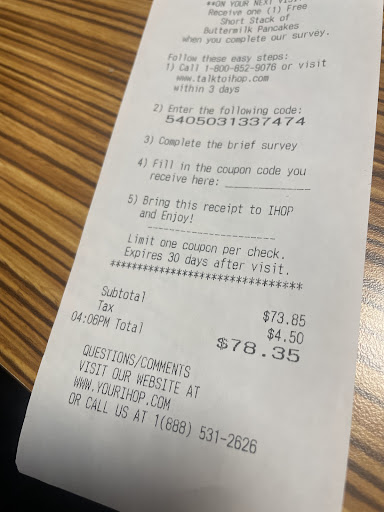 **ON YOUR NEXT
Receive one (1) Free
Short Stack of
Buttermilk Pancakes
when you complete our survey.
Follow these easy steps:
1) Call 1-800-852-9076 or visit
www.talktoihop.com
within 3 days
2) Enter the following code:
5405031337474
3) Complete the brief survey
4) Fill in the coupon code you
receive here: ______________
5) Bring this receipt to IHOP
and Enjoy!
----------------------
Limit one coupon per check.
Expires 30 days after visit.
********************************
Subtotal $73.85
Tax $4.50
04:06PM Total $78.35
QUESTIONS/COMMENTS
VISIT OUR WEBSITE AT
WWW.YOURIHOP.COM
OR CALL US AT 1(888) 531-2626